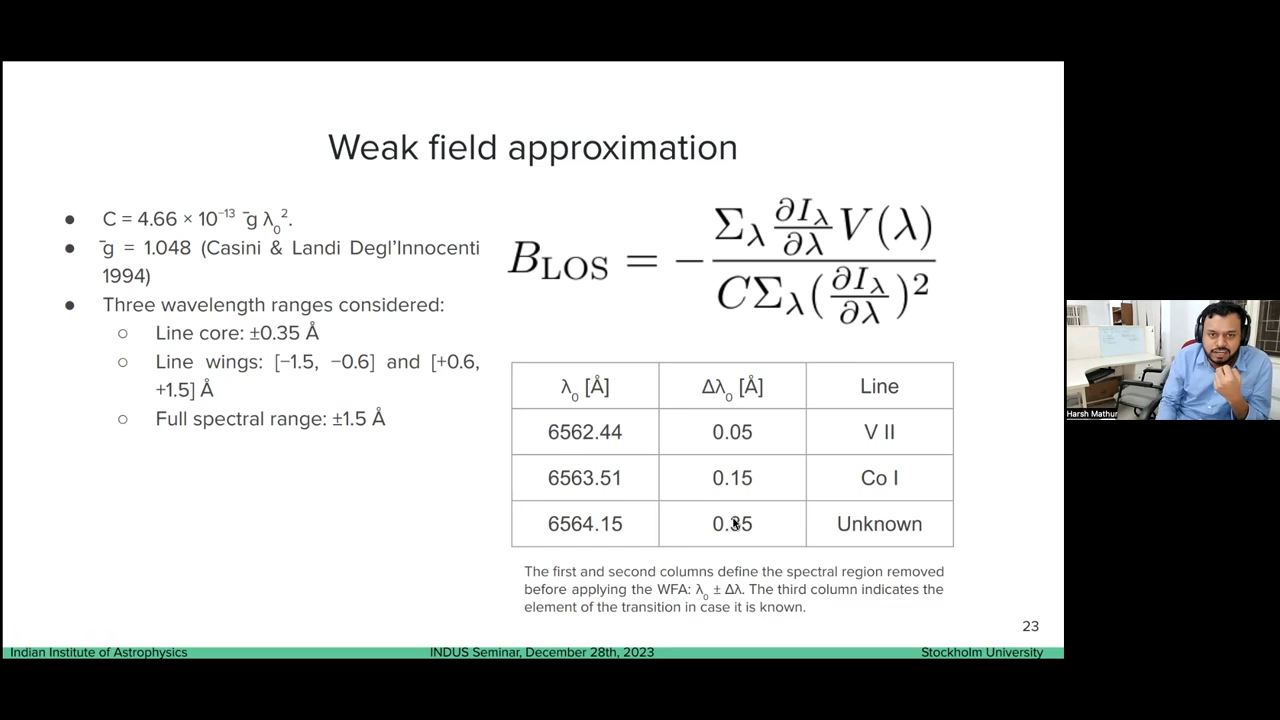 Weak field approximation
● C = 4.66 × 10⁻¹³ ḡ λ₀².
● ḡ = 1.048 (Casini & Landi Degl'Innocenti
1994)
● Three wavelength ranges considered:
○ Line core: ±0.35 Å
○ Line wings: [−1.5, −0.6] and [+0.6,
+1.5] Å
○ Full spectral range: ±1.5 Å
B_LOS = − Σ_λ ∂I_λ/∂λ V(λ) / CΣ_λ(∂I_λ/∂λ)²
λ₀ [Å] Δλ₀ [Å] Line
6562.44 0.05 V II
6563.51 0.15 Co I
6564.15 0.35 Unknown
The first and second columns define the spectral region removed
before applying the WFA: λ₀ ± Δλ. The third column indicates the
element of the transition in case it is known.
23
Indian Institute of Astrophysics INDUS Seminar, December 28th, 2023 Stockholm University
Harsh Mathur